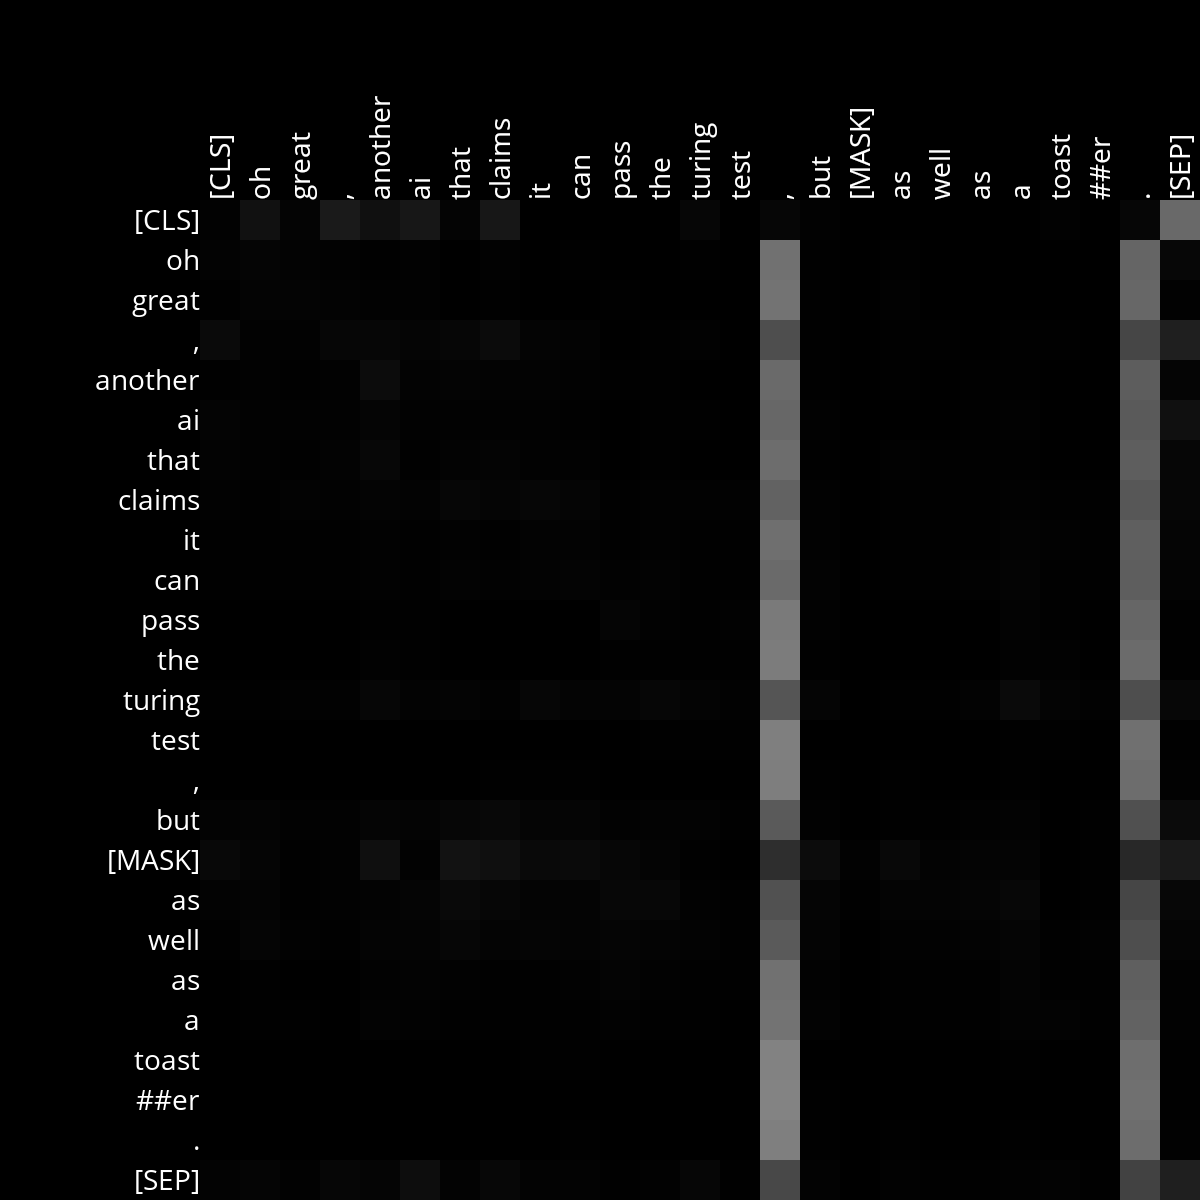 [CLS] oh great , another ai that claims it can pass the turing test , but [MASK] as well as a toast ##er . [SEP]
[CLS]
oh
great
,
another
ai
that
claims
it
can
pass
the
turing
test
,
but
[MASK]
as
well
as
a
toast
##er
.
[SEP]